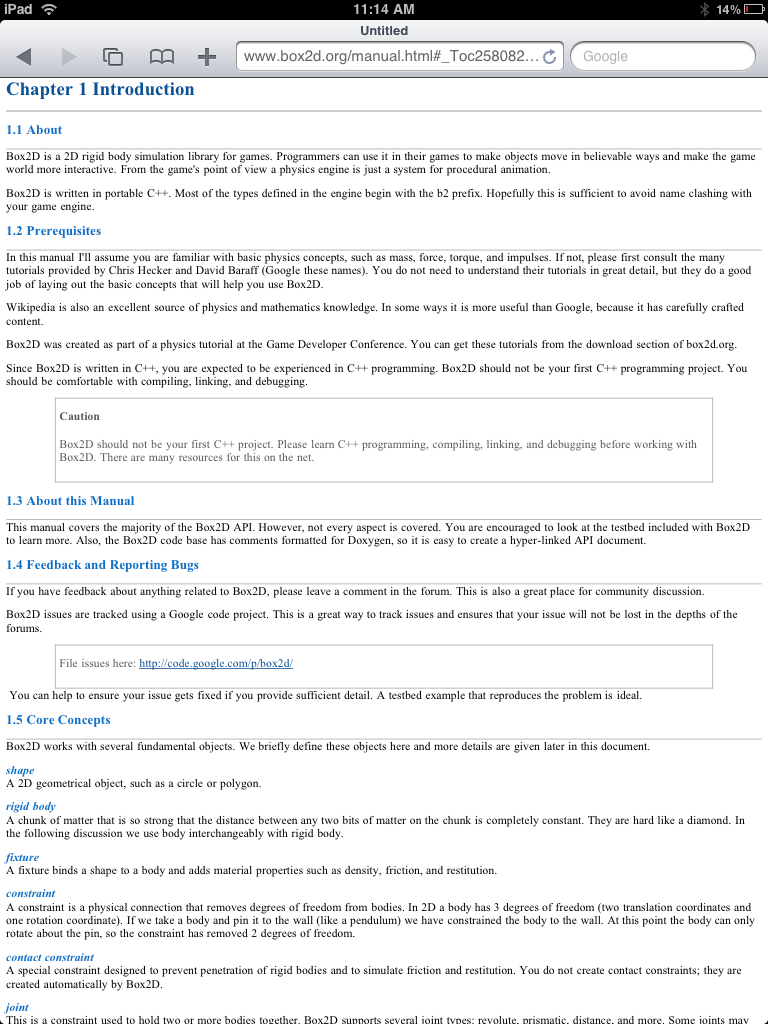 iPad
11:14 AM
14%
Untitled
www.box2d.org/manual.html#_Toc258082...
Google
Chapter 1 Introduction
1.1 About
Box2D is a 2D rigid body simulation library for games. Programmers can use it in their games to make objects move in believable ways and make the game
world more interactive. From the game's point of view a physics engine is just a system for procedural animation.
Box2D is written in portable C++. Most of the types defined in the engine begin with the b2 prefix. Hopefully this is sufficient to avoid name clashing with
your game engine.
1.2 Prerequisites
In this manual I'll assume you are familiar with basic physics concepts, such as mass, force, torque, and impulses. If not, please first consult the many
tutorials provided by Chris Hecker and David Baraff (Google these names). You do not need to understand their tutorials in great detail, but they do a good
job of laying out the basic concepts that will help you use Box2D.
Wikipedia is also an excellent source of physics and mathematics knowledge. In some ways it is more useful than Google, because it has carefully crafted
content.
Box2D was created as part of a physics tutorial at the Game Developer Conference. You can get these tutorials from the download section of box2d.org.
Since Box2D is written in C++, you are expected to be experienced in C++ programming. Box2D should not be your first C++ programming project. You
should be comfortable with compiling, linking, and debugging.
Caution
Box2D should not be your first C++ project. Please learn C++ programming, compiling, linking, and debugging before working with
Box2D. There are many resources for this on the net.
1.3 About this Manual
This manual covers the majority of the Box2D API. However, not every aspect is covered. You are encouraged to look at the testbed included with Box2D
to learn more. Also, the Box2D code base has comments formatted for Doxygen, so it is easy to create a hyper-linked API document.
1.4 Feedback and Reporting Bugs
If you have feedback about anything related to Box2D, please leave a comment in the forum. This is also a great place for community discussion.
Box2D issues are tracked using a Google code project. This is a great way to track issues and ensures that your issue will not be lost in the depths of the
forums.
File issues here: http://code.google.com/p/box2d/
You can help to ensure your issue gets fixed if you provide sufficient detail. A testbed example that reproduces the problem is ideal.
1.5 Core Concepts
Box2D works with several fundamental objects. We briefly define these objects here and more details are given later in this document.
shape
A 2D geometrical object, such as a circle or polygon.
rigid body
A chunk of matter that is so strong that the distance between any two bits of matter on the chunk is completely constant. They are hard like a diamond. In
the following discussion we use body interchangeably with rigid body.
fixture
A fixture binds a shape to a body and adds material properties such as density, friction, and restitution.
constraint
A constraint is a physical connection that removes degrees of freedom from bodies. In 2D a body has 3 degrees of freedom (two translation coordinates and
one rotation coordinate). If we take a body and pin it to the wall (like a pendulum) we have constrained the body to the wall. At this point the body can only
rotate about the pin, so the constraint has removed 2 degrees of freedom.
contact constraint
A special constraint designed to prevent penetration of rigid bodies and to simulate friction and restitution. You do not create contact constraints; they are
created automatically by Box2D.
joint
This is a constraint used to hold two or more bodies together. Box2D supports several joint types: revolute, prismatic, distance, and more. Some joints may